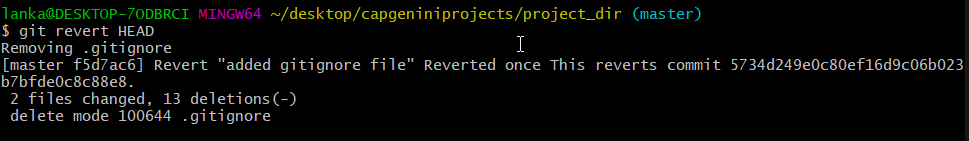 lanka@DESKTOP-7ODBRCI MINGW64 ~/desktop/capgeniniprojects/project_dir (master)
$ git revert HEAD
Removing .gitignore
[master f5d7ac6] Revert "added gitignore file" Reverted once This reverts commit 5734d249e0c80ef16d9c06b023
b7bfde0c8c88e8.
 2 files changed, 13 deletions(-)
 delete mode 100644 .gitignore